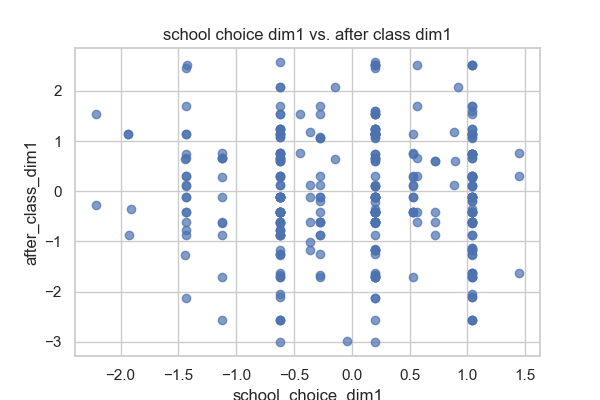 school choice dim1 vs. after class dim1
after_class_dim1
2
1
0
−1
−2
−3
−2.0 −1.5 −1.0 −0.5 0.0 0.5 1.0 1.5
school_choice_dim1